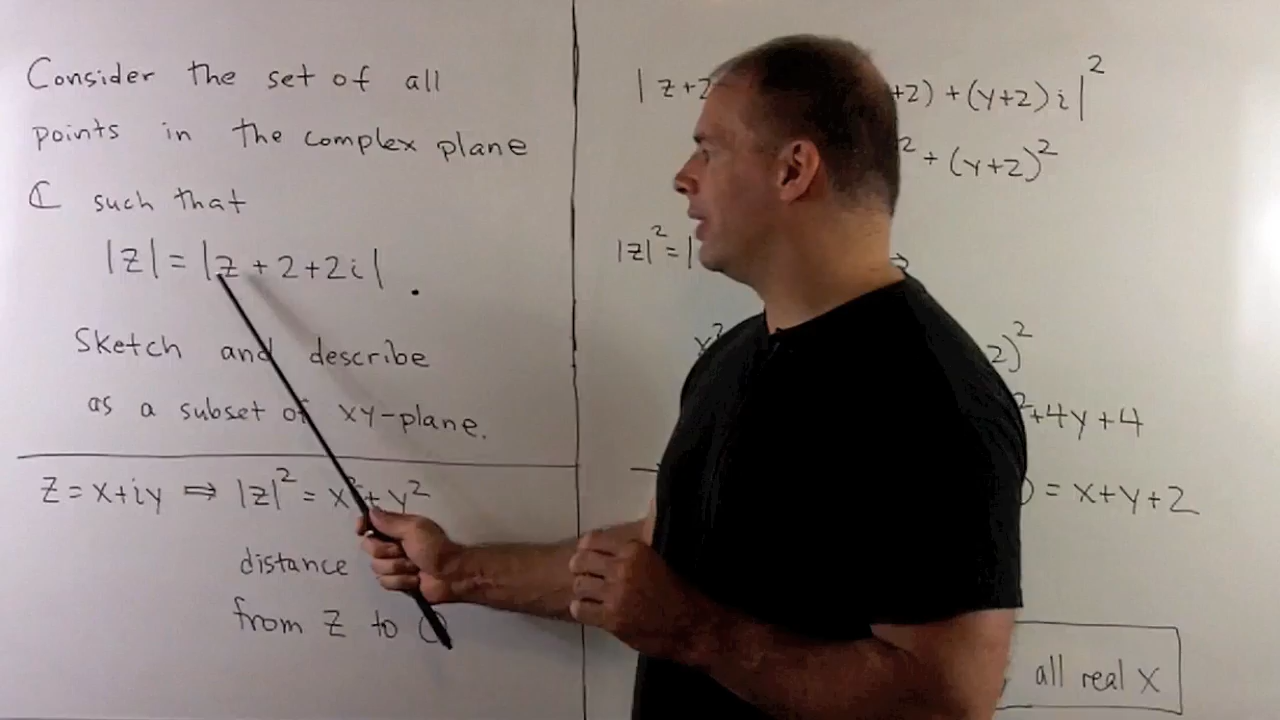 Consider the set of all
points in the complex plane
ℂ such that
|z| = |z + 2 + 2i| .
Sketch and describe
as a subset of xy-plane.
z = x + iy ⇒ |z|² = x² + y²
distance
from z to 0
|z+2 +2) + (y+2)i|²
² + (y+2)²
|z|² = |
x² 2)²
²+4y+4
0 = x+y+2
all real x